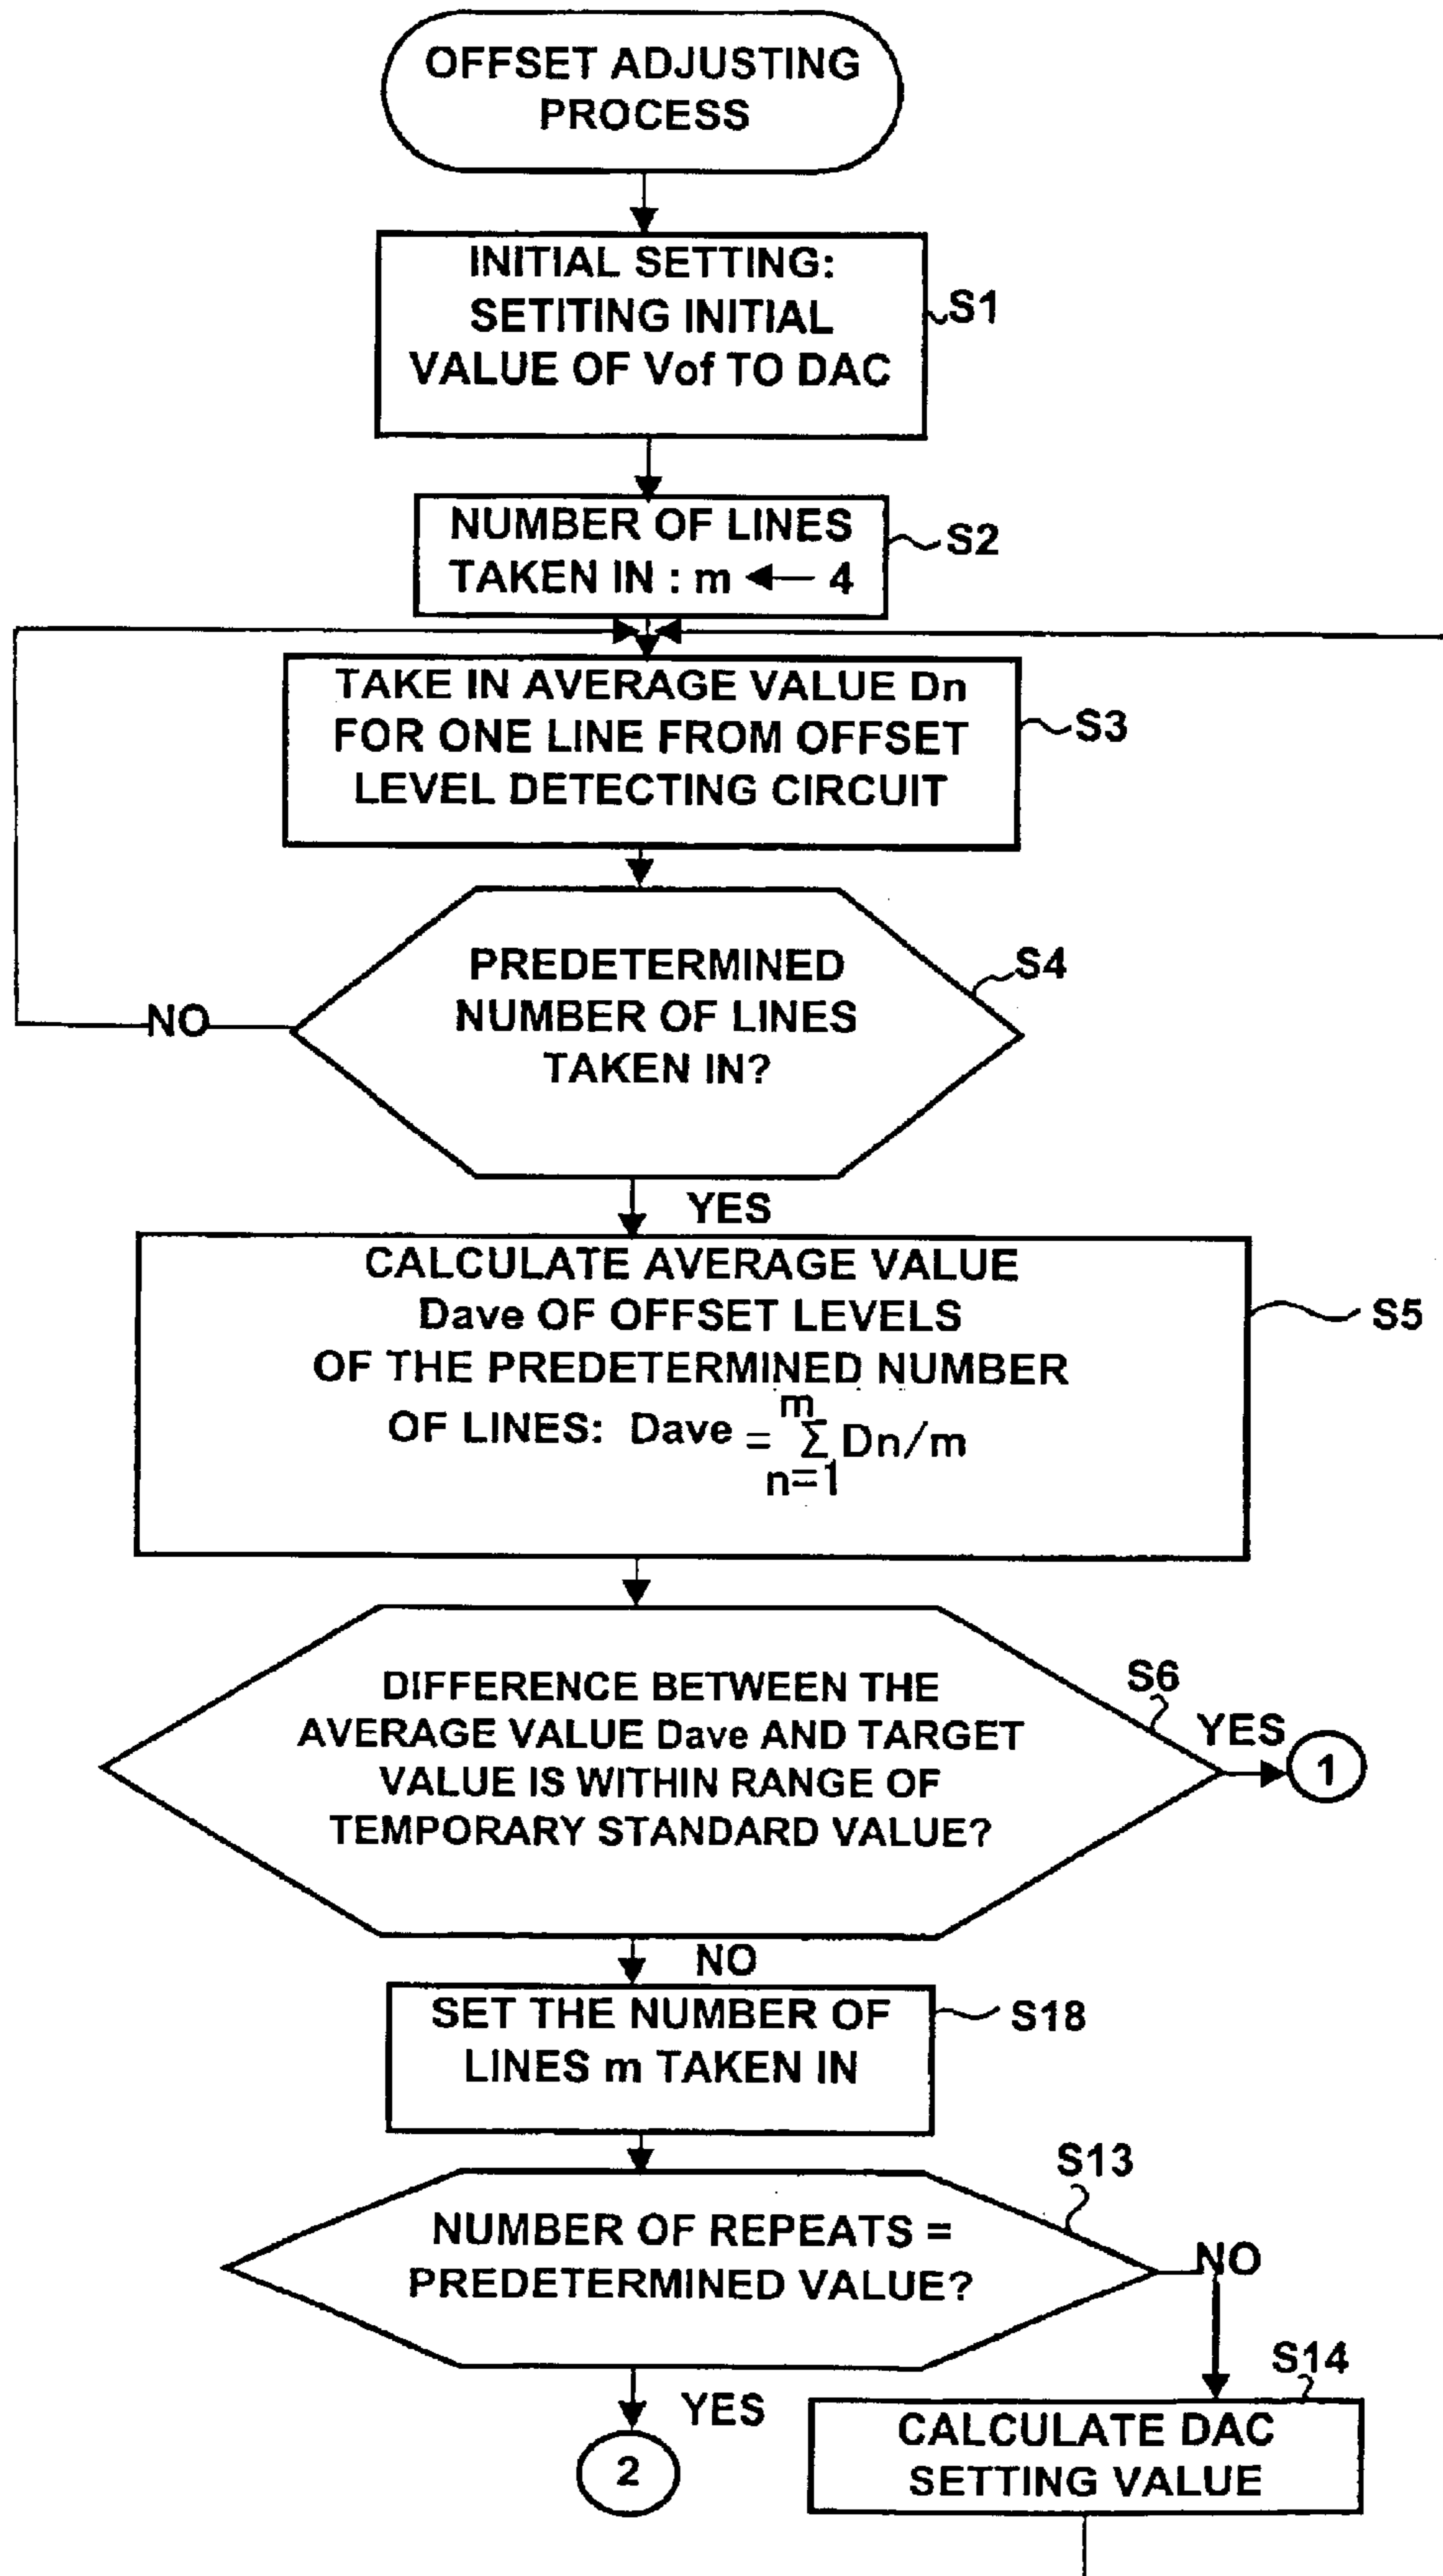 OFFSET ADJUSTING
PROCESS
INITIAL SETTING:
SETITING INITIAL
VALUE OF Vof TO DAC
S1
NUMBER OF LINES
TAKEN IN : m ← 4
S2
TAKE IN AVERAGE VALUE Dn
FOR ONE LINE FROM OFFSET
LEVEL DETECTING CIRCUIT
S3
PREDETERMINED
NUMBER OF LINES
TAKEN IN?
S4
NO
YES
CALCULATE AVERAGE VALUE
Dave OF OFFSET LEVELS
OF THE PREDETERMINED NUMBER
OF LINES: Dave = m Σ n=1 Dn/m
S5
DIFFERENCE BETWEEN THE
AVERAGE VALUE Dave AND TARGET
VALUE IS WITHIN RANGE OF
TEMPORARY STANDARD VALUE?
S6
YES
1
NO
SET THE NUMBER OF
LINES m TAKEN IN
S18
NUMBER OF REPEATS =
PREDETERMINED VALUE?
S13
NO
YES
2
S14
CALCULATE DAC
SETTING VALUE